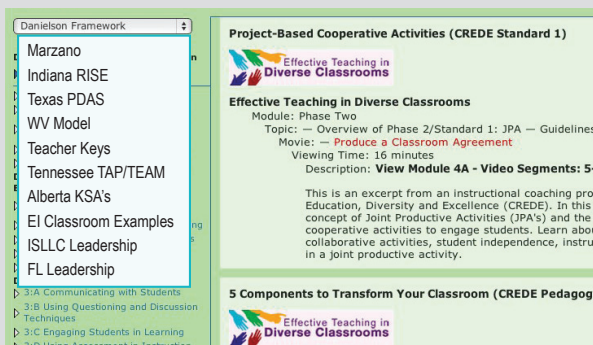 Danielson Framework
Marzano
Indiana RISE
Texas PDAS
WV Model
Teacher Keys
Tennessee TAP/TEAM
Alberta KSA's
EI Classroom Examples
ISLLC Leadership
FL Leadership
3:A Communicating with Students
3:B Using Questioning and Discussion
Techniques
3:C Engaging Students in Learning
3:D Using Assessment in Instruction
Project-Based Cooperative Activities (CREDE Standard 1)
Effective Teaching in
Diverse Classrooms
Effective Teaching in Diverse Classrooms
Module: Phase Two
Topic: — Overview of Phase 2/Standard 1: JPA — Guidelines
Movie: — Produce a Classroom Agreement
Viewing Time: 16 minutes
Description: View Module 4A - Video Segments: 5-
This is an excerpt from an instructional coaching pro
Education, Diversity and Excellence (CREDE). In this
concept of Joint Productive Activities (JPA's) and the
cooperative activities to engage students. Learn abou
collaborative activities, student independence, instru
in a joint productive activity.
5 Components to Transform Your Classroom (CREDE Pedagog
Effective Teaching in
Diverse Classrooms